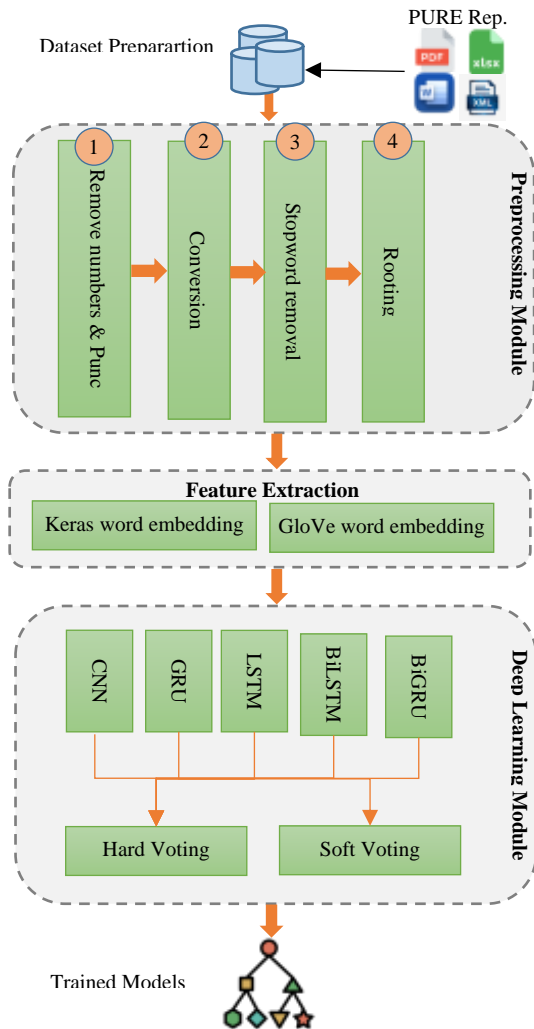 PURE Rep.
Dataset Preparartion
PDF
xlsx
W
XML
1
2
3
4
Remove numbers & Punc
Conversion
Stopword removal
Rooting
Preprocessing Module
Feature Extraction
Keras word embedding
GloVe word embedding
CNN
GRU
LSTM
BiLSTM
BiGRU
Deep Learning Module
Hard Voting
Soft Voting
Trained Models